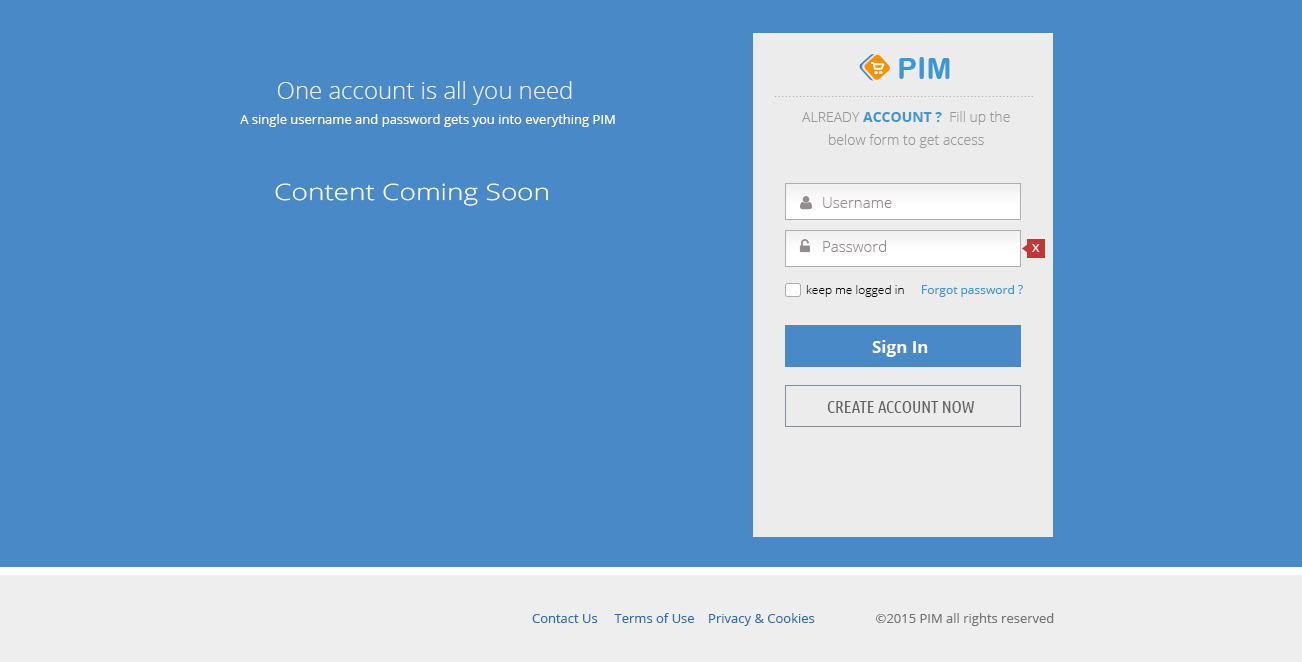 One account is all you need
A single username and password gets you into everything PIM
Content Coming Soon
PIM
ALREADY ACCOUNT ? Fill up the
below form to get access
Username
Password
X
keep me logged in
Forgot password ?
Sign In
CREATE ACCOUNT NOW
Contact Us
Terms of Use
Privacy & Cookies
©2015 PIM all rights reserved